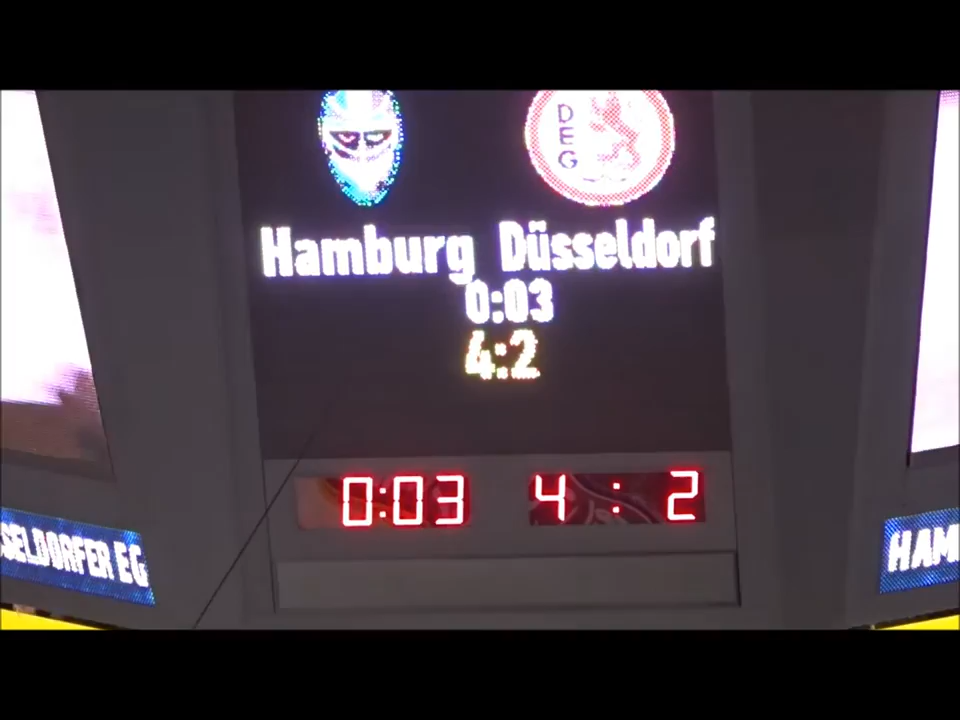 DEG
Hamburg Düsseldorf
0:03
4:2
0:03 4 : 2
SELDORFER EG
HAM